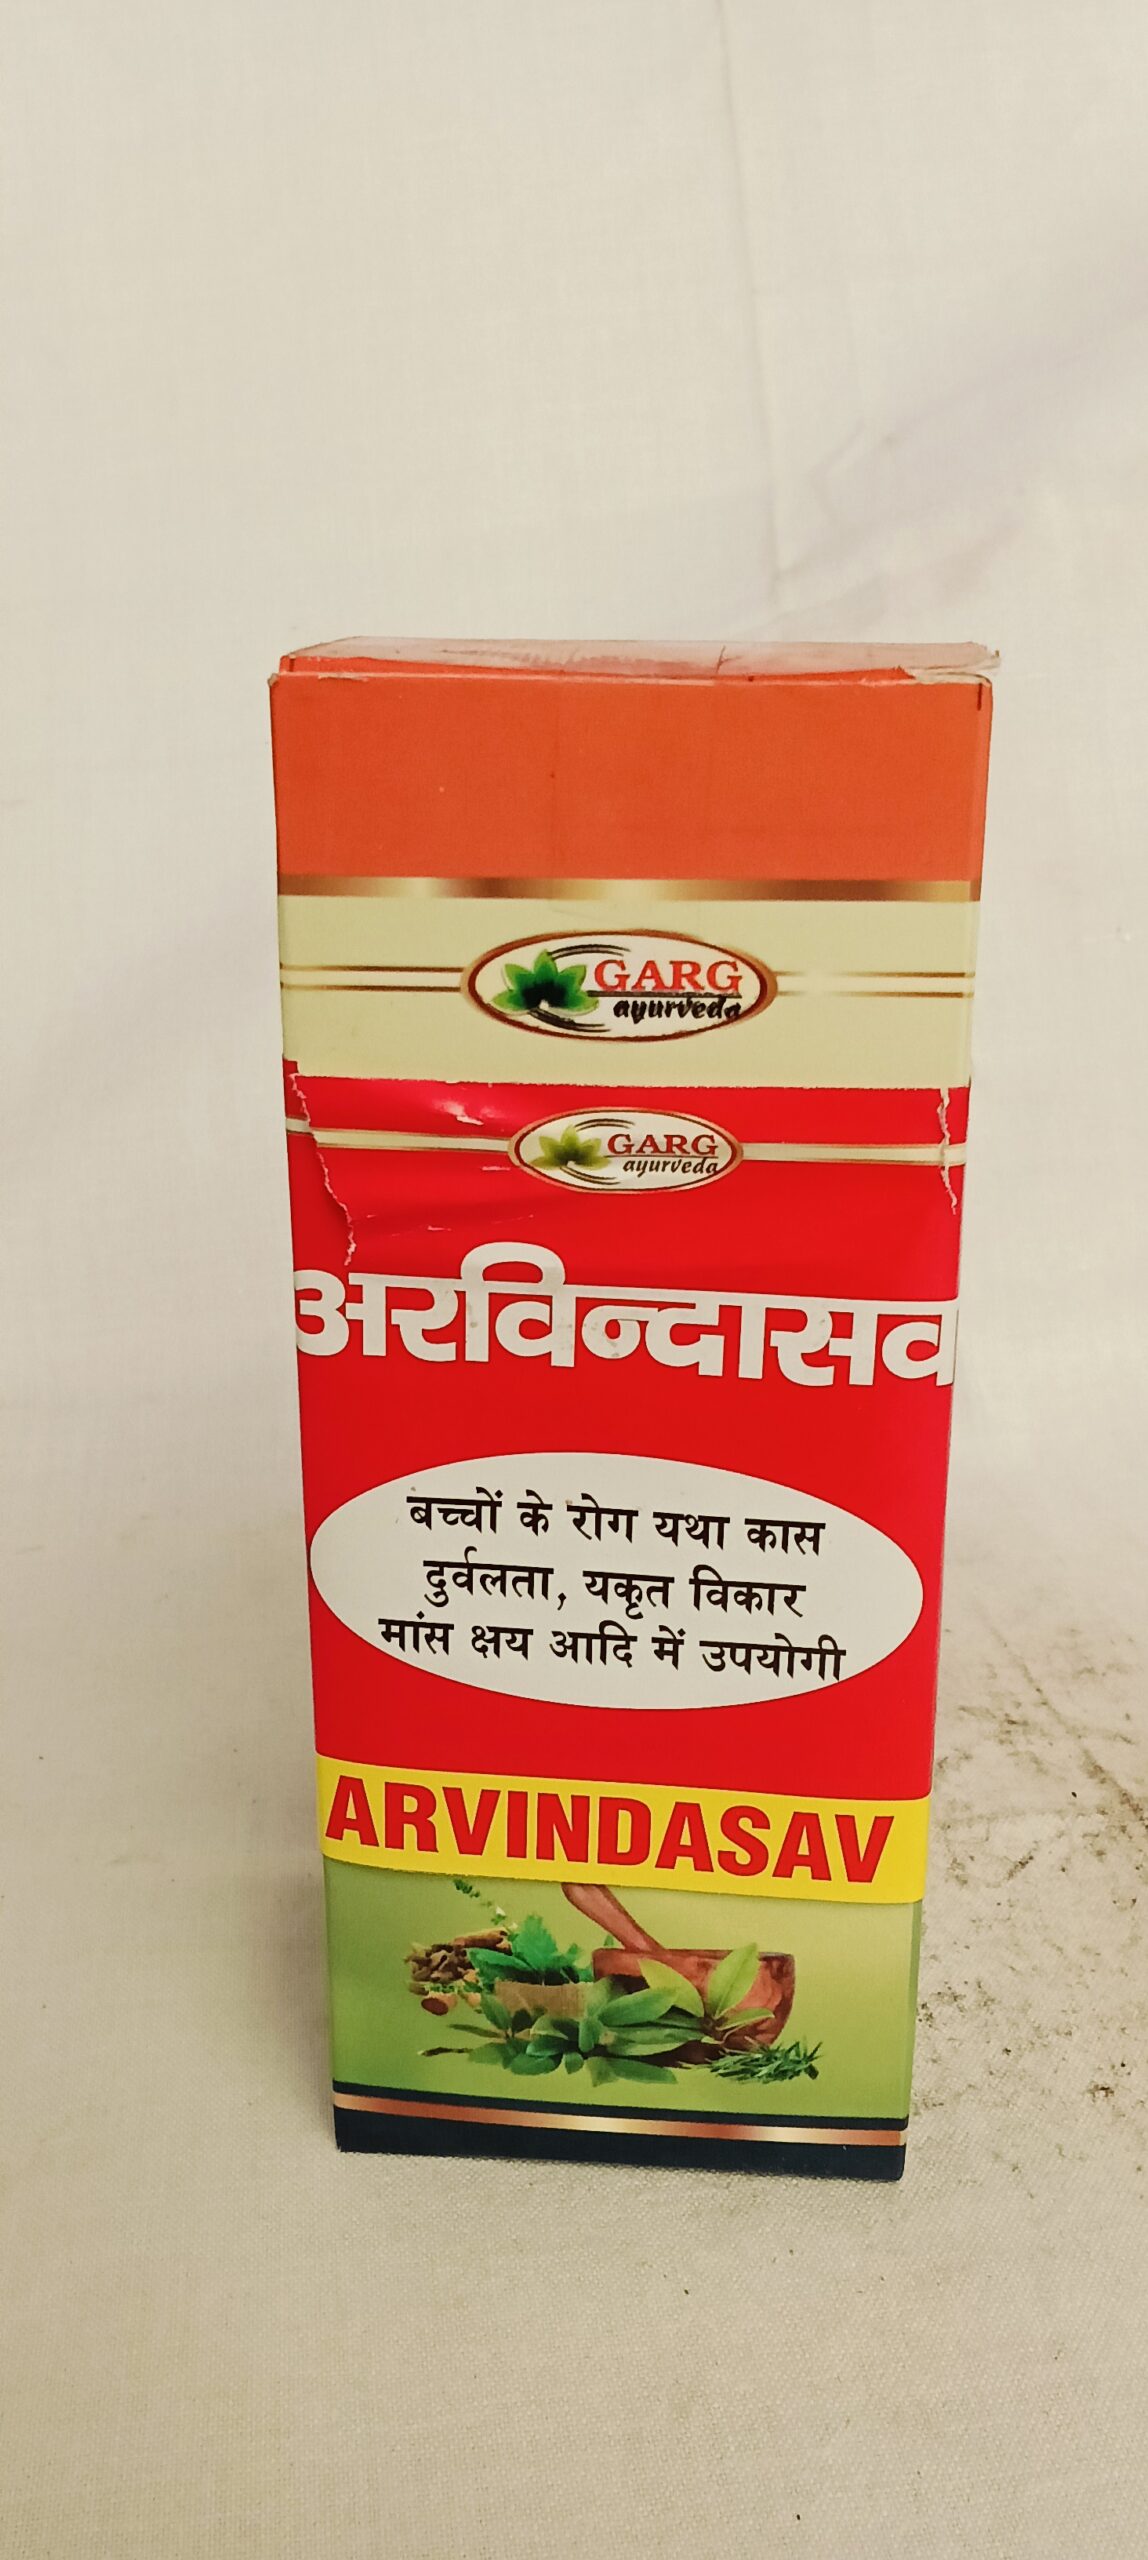 GARG
ayurveda
GARG
ayurveda
अरविन्दासव
बच्चों के रोग यथा कास
दुर्वलता, यकृत विकार
मांस क्षय आदि में उपयोगी
ARVINDASAV